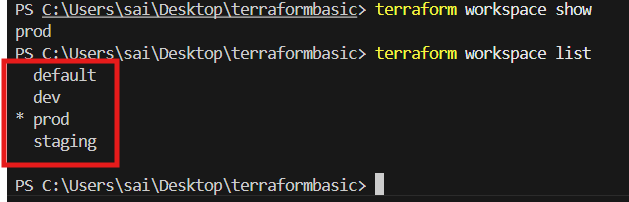 PS C:\Users\sai\Desktop\terraformbasic> terraform workspace show
prod
PS C:\Users\sai\Desktop\terraformbasic> terraform workspace list
  default
  dev
* prod
  staging

PS C:\Users\sai\Desktop\terraformbasic>